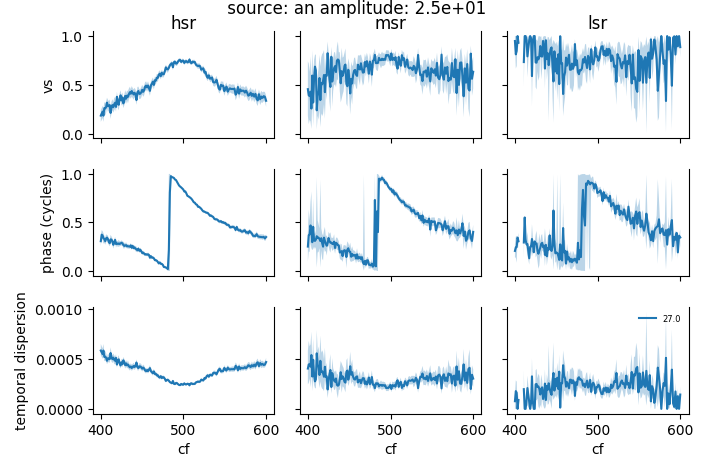 source: an amplitude: 2.5e+01
hsr
msr
lsr
1.0
0.5
0.0
vs
1.0
0.5
0.0
phase (cycles)
0.0010
0.0005
0.0000
temporal dispersion
27.0
400 500 600
400 500 600
400 500 600
cf
cf
cf